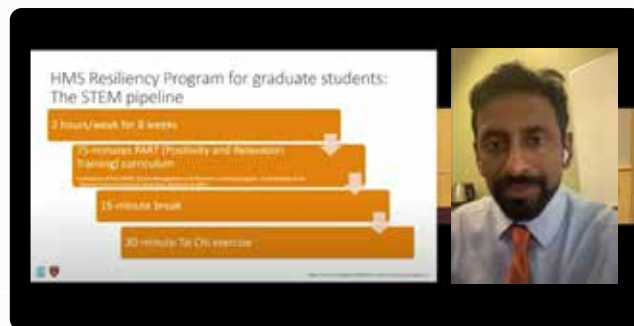 HMS Resiliency Program for graduate students:
The STEM pipeline
2 hours/week for 8 weeks
75-minutes PART (Positivity and Relaxation
Training) curriculum
15-minute break
30-minute Tai Chi exercise